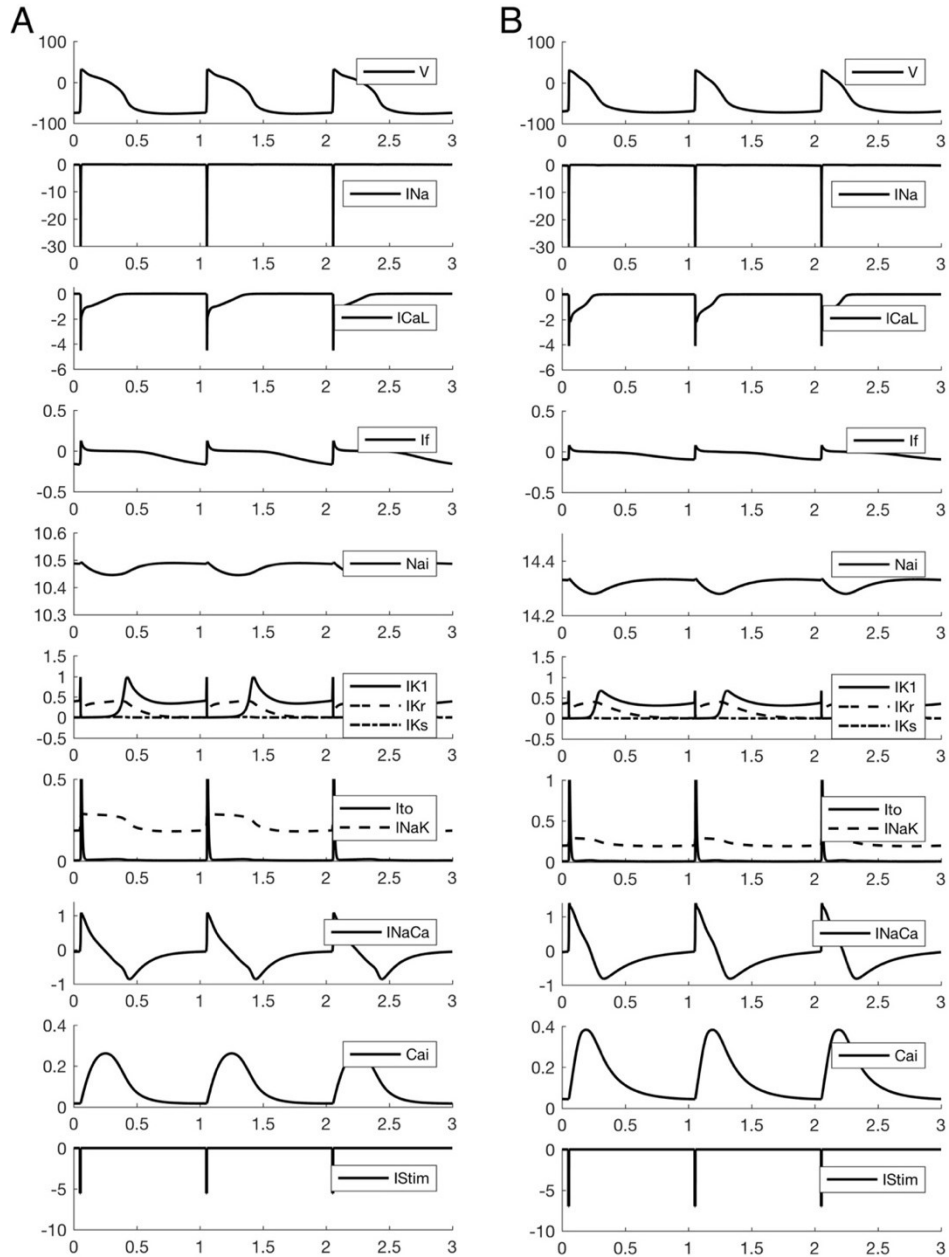 A
100
0
-100
V
0 0.5 1 1.5 2 2.5 3
0
-10
-20
-30
INa
0 0.5 1 1.5 2 2.5 3
0
-2
-4
-6
ICaL
0 0.5 1 1.5 2 2.5 3
0.5
0
-0.5
If
0 0.5 1 1.5 2 2.5 3
10.6
10.5
10.4
10.3
Nai
0 0.5 1 1.5 2 2.5 3
1.5
1
0.5
0
-0.5
IK1
IKr
IKs
0 0.5 1 1.5 2 2.5 3
0.5
0
Ito
INaK
0 0.5 1 1.5 2 2.5 3
1
0
-1
INaCa
0 0.5 1 1.5 2 2.5 3
0.4
0.2
0
Cai
0 0.5 1 1.5 2 2.5 3
0
-5
-10
IStim
0 0.5 1 1.5 2 2.5 3
B
100
0
-100
V
0 0.5 1 1.5 2 2.5 3
0
-10
-20
-30
INa
0 0.5 1 1.5 2 2.5 3
0
-2
-4
-6
ICaL
0 0.5 1 1.5 2 2.5 3
0.5
0
-0.5
If
0 0.5 1 1.5 2 2.5 3
14.4
14.2
Nai
0 0.5 1 1.5 2 2.5 3
1.5
1
0.5
0
-0.5
IK1
IKr
IKs
0 0.5 1 1.5 2 2.5 3
1
0.5
0
Ito
INaK
0 0.5 1 1.5 2 2.5 3
1
0
-1
INaCa
0 0.5 1 1.5 2 2.5 3
0.4
0.2
0
Cai
0 0.5 1 1.5 2 2.5 3
0
-5
-10
IStim
0 0.5 1 1.5 2 2.5 3